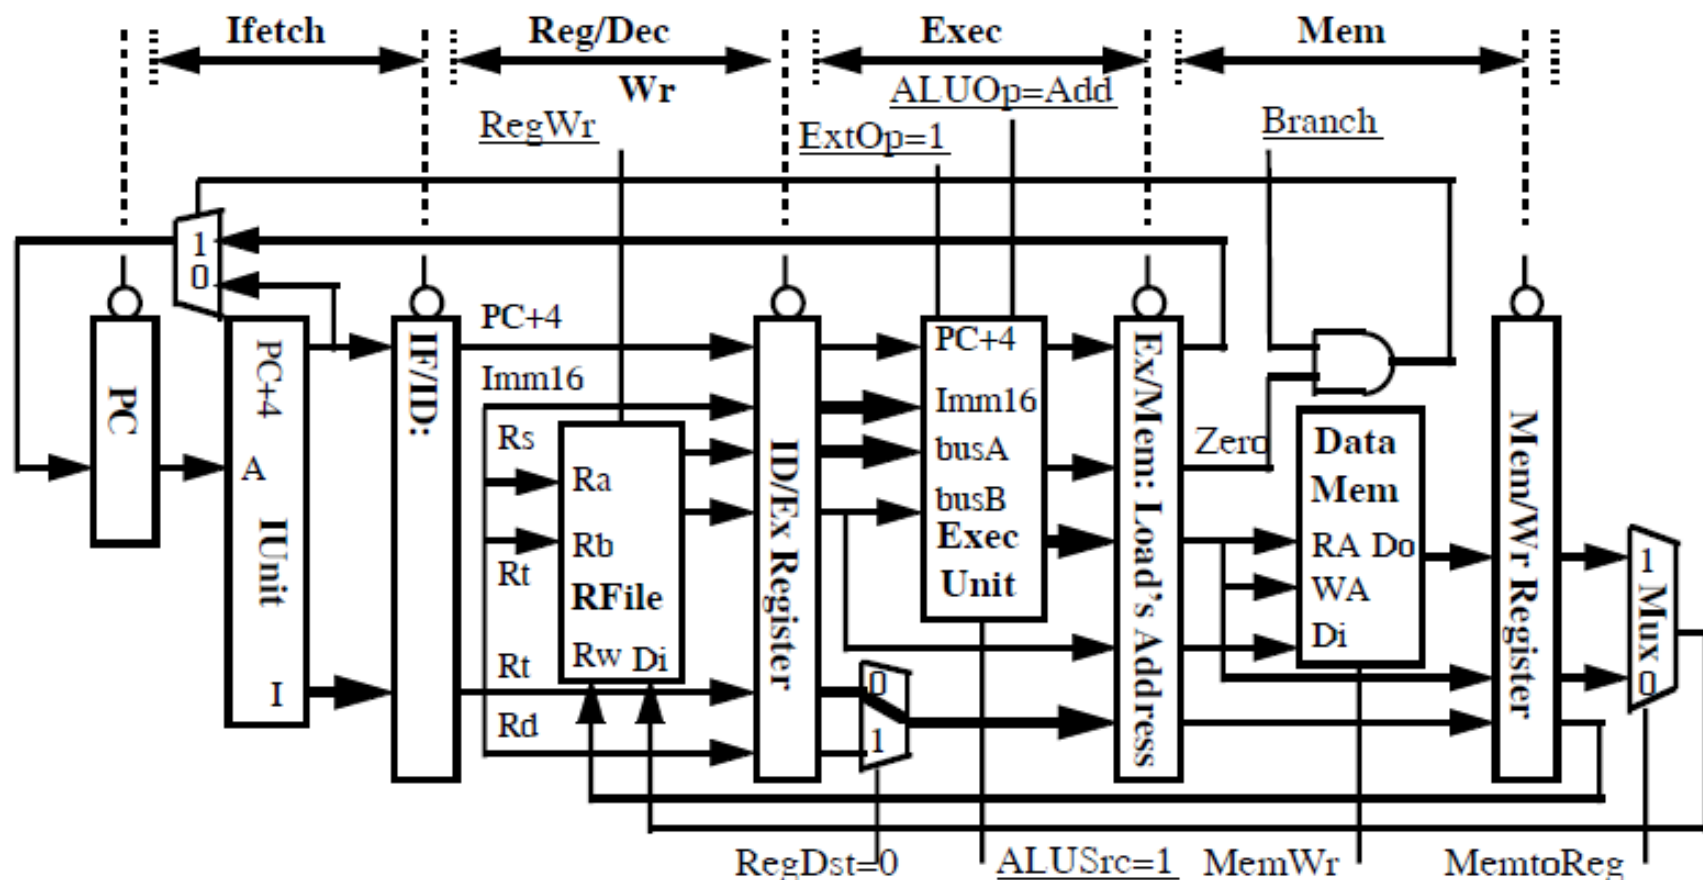 Ifetch
Reg/Dec
Exec
Mem
Wr
ALUOp=Add
RegWr
ExtOp=1
Branch
1
0
PC
PC+4
A
IUnit
I
IF/ID:
PC+4
Imm16
Rs
Rt
Ra
Rb
RFile
Rw Di
Rt
Rd
ID/Ex Register
0
1
PC+4
Imm16
busA
busB
Exec
Unit
Ex/Mem: Load's Address
Zero
Data
Mem
RA Do
WA
Di
Mem/Wr Register
1
Mux
0
RegDst=0
ALUSrc=1
MemWr
MemtoReg